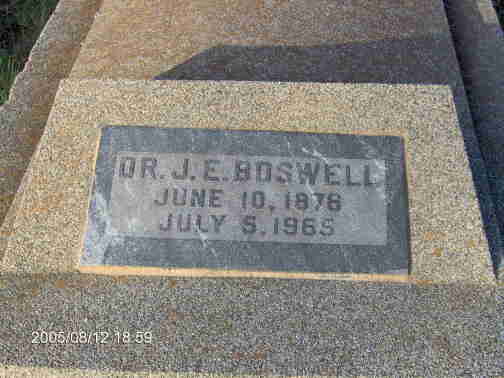 DR. J. E. BOSWELL
JUNE 10, 1876
JULY 5, 1965
2005/08/12 18:59